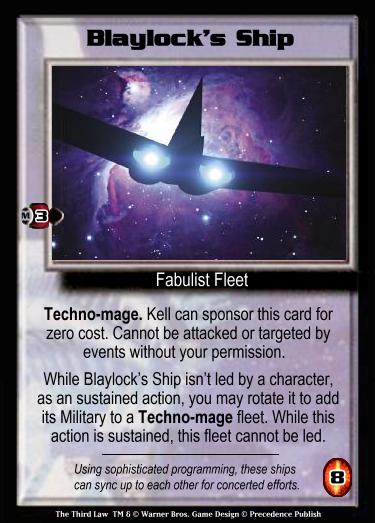 Blaylock's Ship
M 3
Fabulist Fleet
Techno-mage. Kell can sponsor this card for
zero cost. Cannot be attacked or targeted by
events without your permission.
While Blaylock's Ship isn't led by a character,
as an sustained action, you may rotate it to add
its Military to a Techno-mage fleet. While this
action is sustained, this fleet cannot be led.
Using sophisticated programming, these ships
can sync up to each other for concerted efforts.
8
The Third Law TM & © Warner Bros. Game Design © Precedence Publish